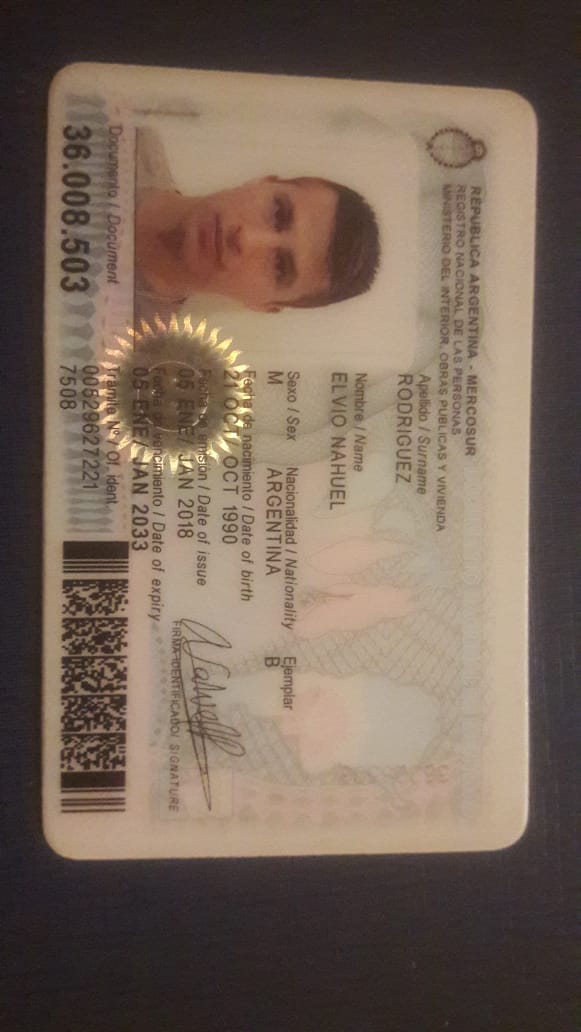 REPÚBLICA ARGENTINA - MERCOSUR
REGISTRO NACIONAL DE LAS PERSONAS
MINISTERIO DEL INTERIOR, OBRAS PÚBLICAS Y VIVIENDA
Apellido / Surname
RODRIGUEZ
Nombre / Name
ELVIO NAHUEL
Sexo / Sex Nacionalidad / Nationality Ejemplar
M ARGENTINA B
Fecha de nacimiento / Date of birth
21 OCT/ OCT 1990
Fecha de emisión / Date of issue
05 ENE/ JAN 2018
Fecha de vencimiento / Date of expiry
05 ENE/ JAN 2033
FIRMA IDENTIFICADO/ SIGNATURE
Documento / Document
36.008.503
Trámite Nº / Of. ident.
00528627221
7508